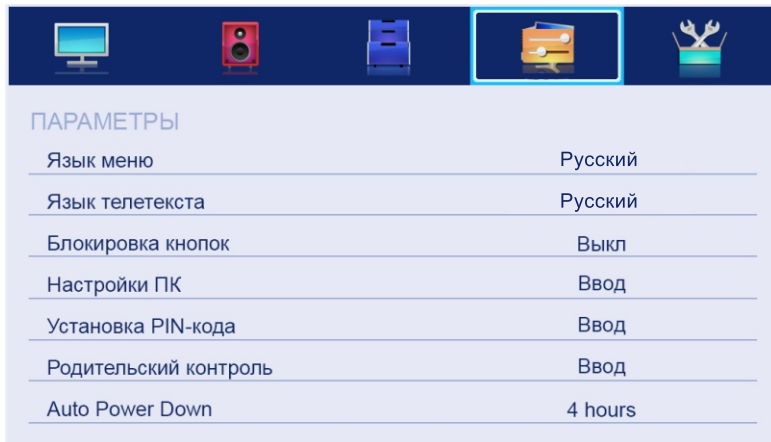 ПАРАМЕТРЫ
Язык меню Русский
Язык телетекста Русский
Блокировка кнопок Выкл
Настройки ПК Ввод
Установка PIN-кода Ввод
Родительский контроль Ввод
Auto Power Down 4 hours